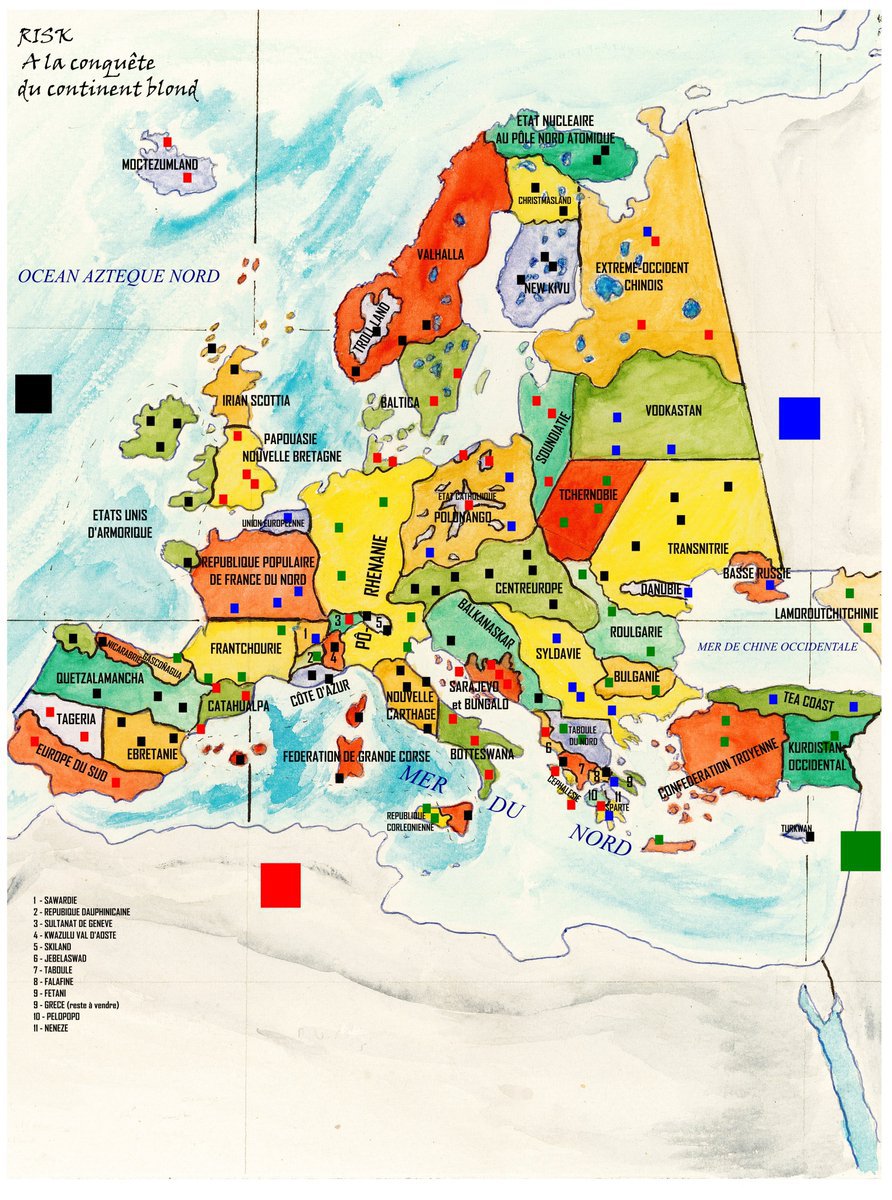 RISK
A la conquête
du continent blond
ETAT NUCLEAIRE
AU PÔLE NORD ATOMIQUE
MOCTEZUMLAND
CHRISTMASLAND
VALHALLA
OCEAN AZTEQUE NORD
EXTREME-OCCIDENT
CHINOIS
NEW KIVU
TROLLLAND
IRIAN SCOTTIA
BALTICA
VODKASTAN
SOUNDIATIE
PAPOUASIE
NOUVELLE BRETAGNE
ETATS UNIS
D'ARMORIQUE
UNION EUROPEENNE
ETAT CATHOLIQUE
POLONANGO
TCHERNOBIE
TRANSNITRIE
REPUBLIQUE POPULAIRE
DE FRANCE DU NORD
RHENANIE
CENTREUROPE
DANUBIE
BASSE RUSSIE
LAMOROUTCHITCHINE
MER DE CHINE OCCIDENTALE
FRANTCHOURIE
1
2
3
4
5
PÔ
BALKANASKAR
SYLDAVIE
ROULGARIE
BULGANIE
NICARABRIE
GASCONAGUA
QUETZALAMANCHA
CATAHUALPA
CÔTE D'AZUR
NOUVELLE
CARTHAGE
SARAJEVO
et BUNGALO
TEA COAST
TAGERIA
EBRETANIE
EUROPE DU SUD
FEDERATION DE GRANDE CORSE
BOTTESWANA
TABOULE
DU NORD
6
7
8
9
10
11
CEPHALESIE
SPARTE
CONFEDERATION TROYENNE
KURDISTAN
OCCIDENTAL
REPUBLIQUE
CORLEONIENNE
MER
DU
NORD
TURKWAN
1 - SAWARDIE
2 - REPUBIQUE DAUPHINICAINE
3 - SULTANAT DE GENEVE
4 - KWAZULU VAL D'AOSTE
5 - SKILAND
6 - JEBELASWAD
7 - TABOULE
8 - FALAFINE
9 - FETANI
9 - GRECE (reste à vendre)
10 - PELOPOPO
11 - NENEZE